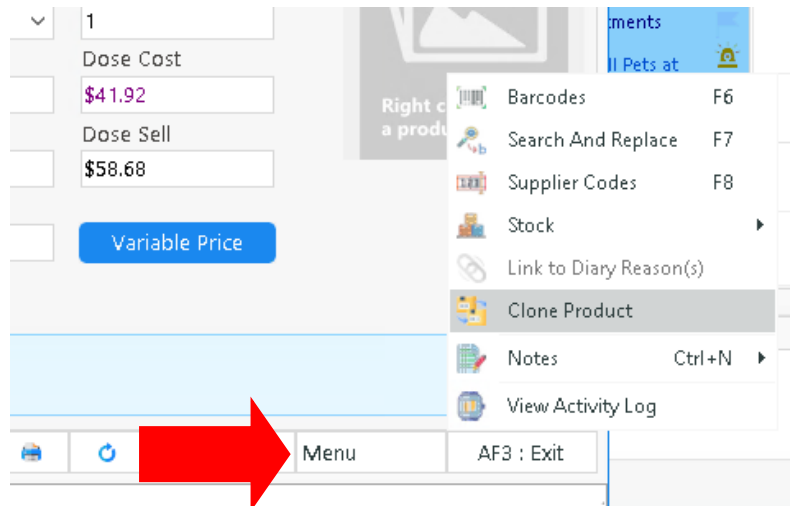 1
ments
Dose Cost
ll Pets at
$41.92
Right c
a produ
Dose Sell
$58.68
Variable Price
Barcodes F6
Search And Replace F7
Supplier Codes F8
Stock
Link to Diary Reason(s)
Clone Product
Notes Ctrl+N
View Activity Log
Menu
AF3 : Exit